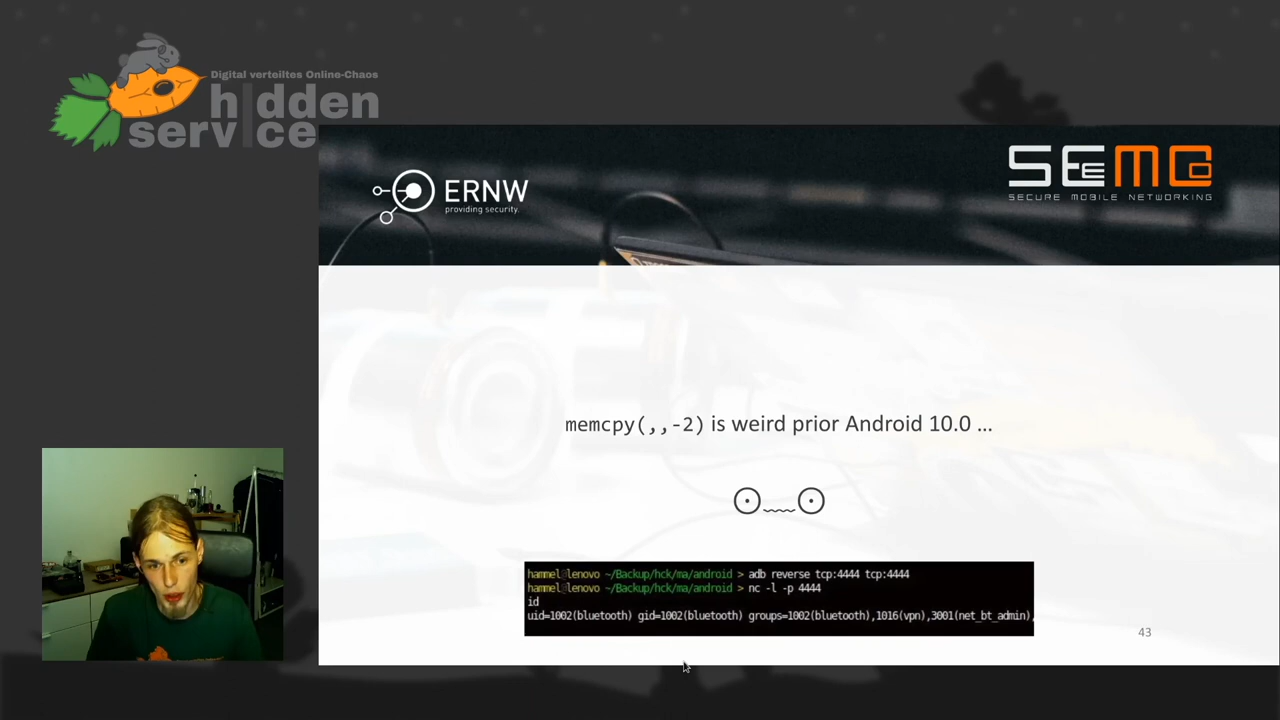 Digital verteiltes Online-Chaos
hidden
service
ERNW
providing security.
SEEMOO
SECURE MOBILE NETWORKING
memcpy(,,-2) is weird prior Android 10.0 …
hammel@lenovo ~/Backup/hck/ma/android > adb reverse tcp:4444 tcp:4444
hammel@lenovo ~/Backup/hck/ma/android > nc -l -p 4444
id
uid=1002(bluetooth) gid=1002(bluetooth) groups=1002(bluetooth),1016(vpn),3001(net_bt_admin),
43